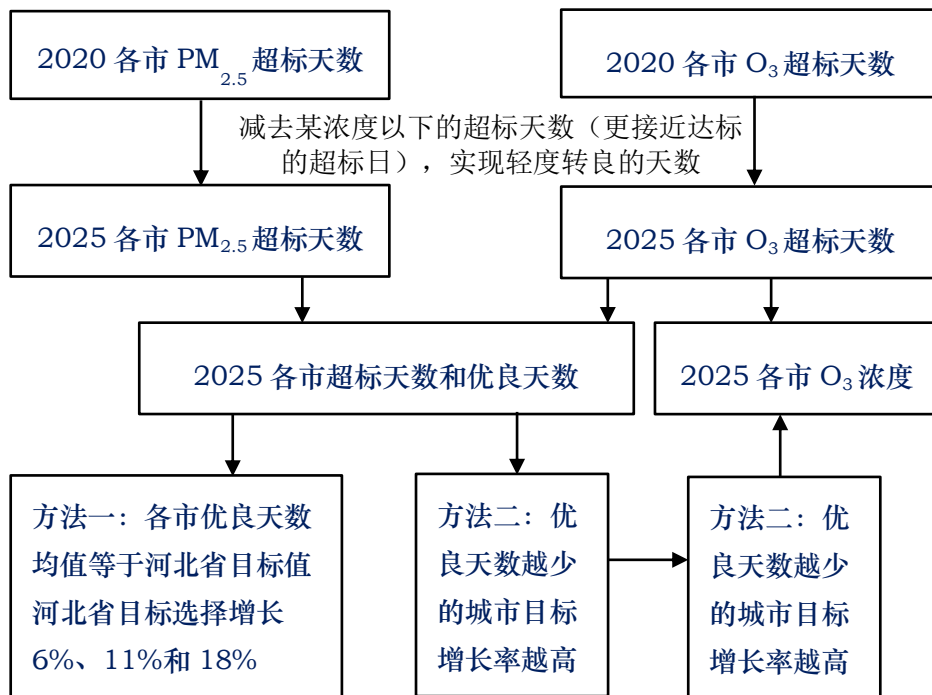 2020 各市 PM2.5 超标天数
2020 各市 O3 超标天数
减去某浓度以下的超标天数（更接近达标
的超标日），实现轻度转良的天数
2025 各市 PM2.5 超标天数
2025 各市 O3 超标天数
2025 各市超标天数和优良天数
2025 各市 O3 浓度
方法一：各市优良天数
均值等于河北省目标值
河北省目标选择增长
6%、11%和 18%
方法二：优
良天数越少
的城市目标
增长率越高
方法二：优
良天数越少
的城市目标
增长率越高